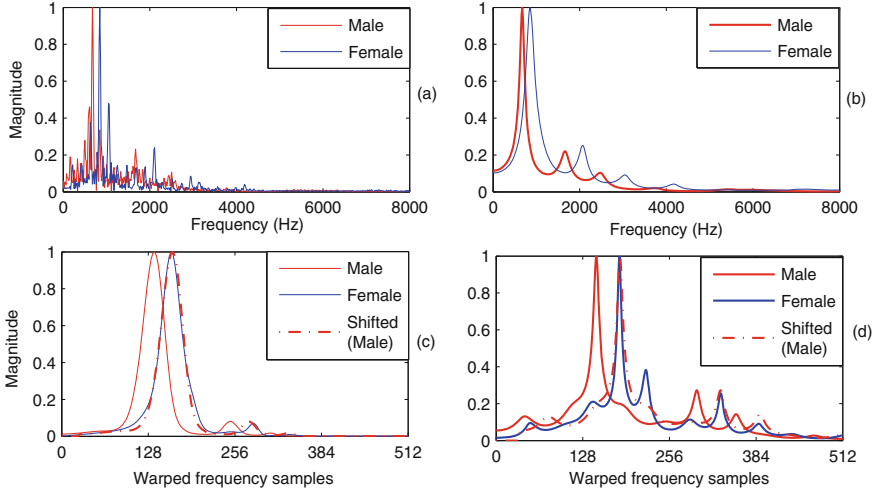 1
0.8
0.6
0.4
0.2
0
Magnitude
0 2000 4000 6000 8000
Frequency (Hz)
Male
Female
(a)
1
0.8
0.6
0.4
0.2
0
0 2000 4000 6000 8000
Frequency (Hz)
Male
Female
(b)
1
0.8
0.6
0.4
0.2
0
Magnitude
0 128 256 384 512
Warped frequency samples
Male
Female
Shifted
(Male)
(c)
1
0.8
0.6
0.4
0.2
0
0 128 256 384 512
Warped frequency samples
Male
Female
Shifted
(Male)
(d)